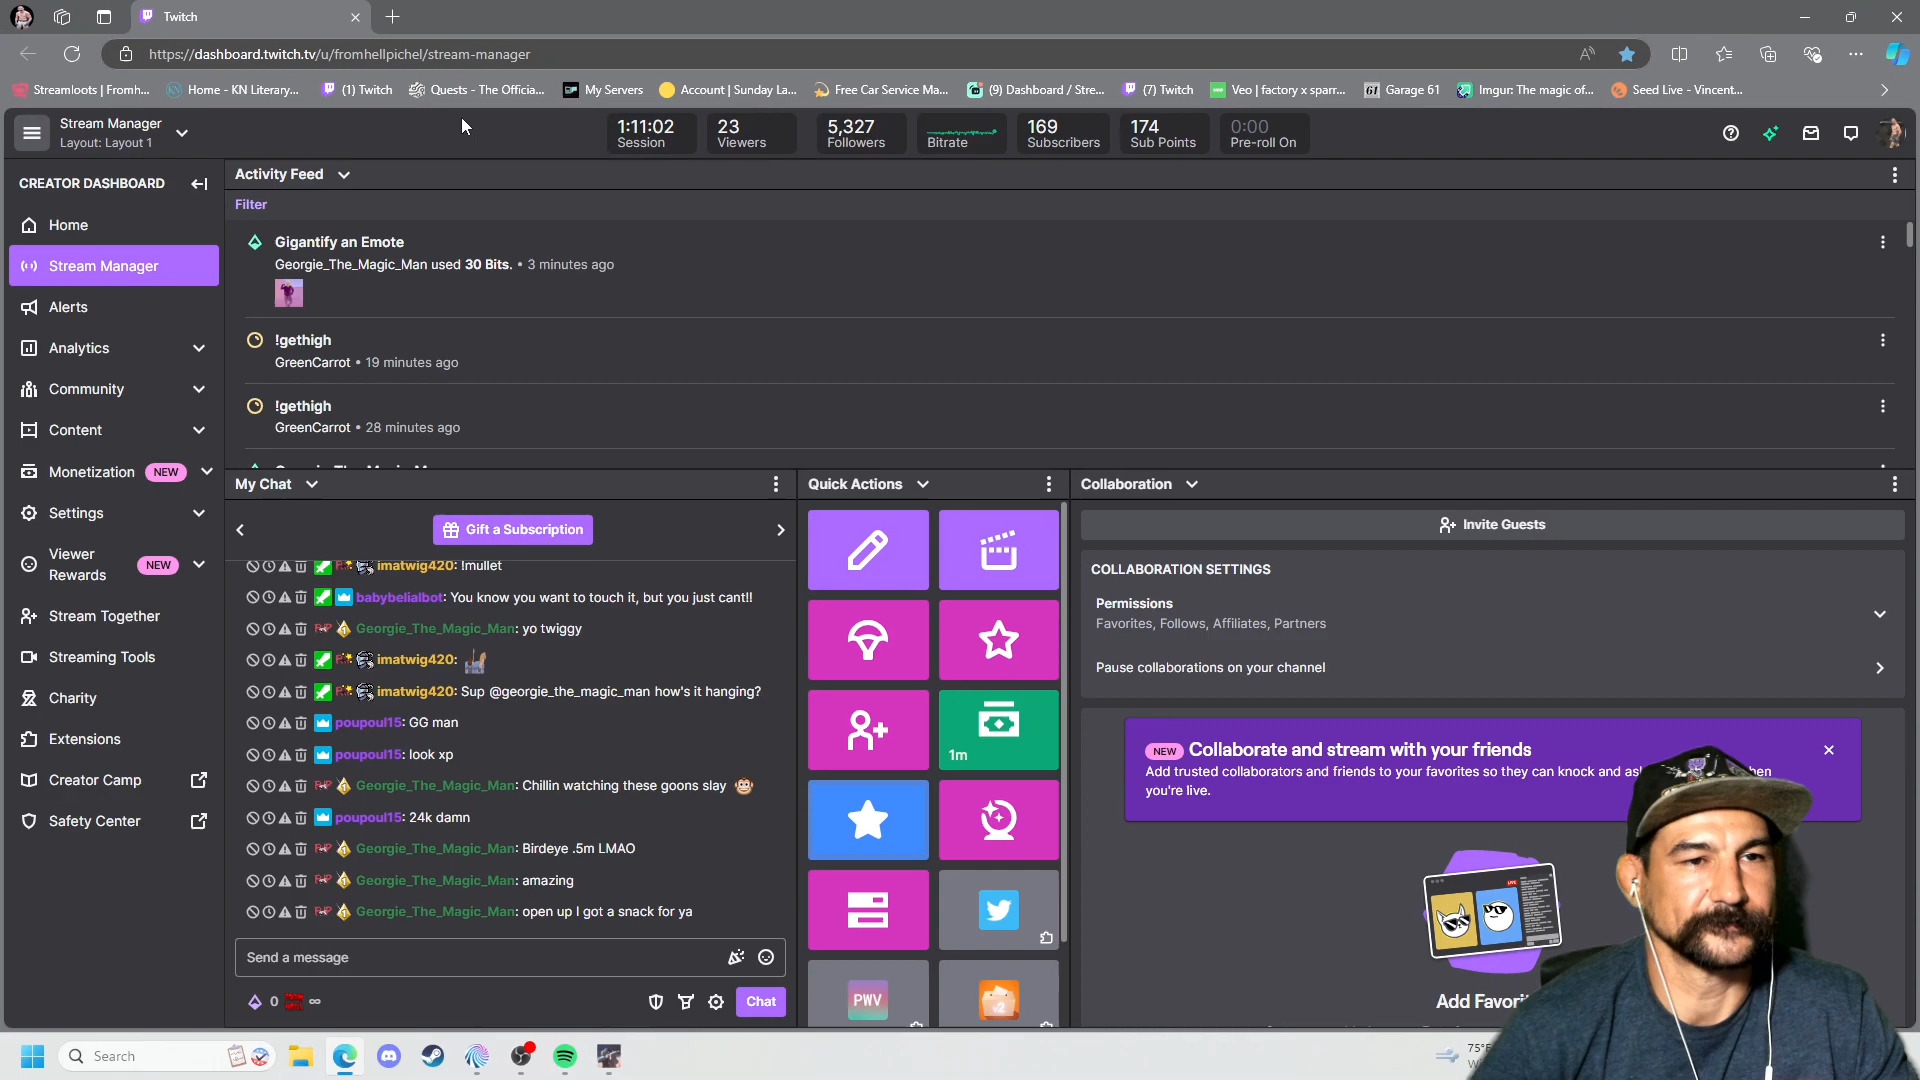 Twitch
https://dashboard.twitch.tv/u/fromhellpichel/stream-manager
Streamloots | Fromh...
Home - KN Literary...
(1) Twitch
Quests - The Officia...
My Servers
Account | Sunday La...
Free Car Service Ma...
(9) Dashboard / Stre...
(7) Twitch
Veo | factory x sparr...
Garage 61
Imgur: The magic of...
Seed Live - Vincent...
Stream Manager
Layout: Layout 1
1:11:02
Session
23
Viewers
5,327
Followers
Bitrate
169
Subscribers
174
Sub Points
0:00
Pre-roll On
CREATOR DASHBOARD
Home
Stream Manager
Alerts
Analytics
Community
Content
Monetization NEW
Settings
Viewer Rewards NEW
Stream Together
Streaming Tools
Charity
Extensions
Creator Camp
Safety Center
Activity Feed
Filter
Gigantify an Emote
Georgie_The_Magic_Man used 30 Bits. • 3 minutes ago
!gethigh
GreenCarrot • 19 minutes ago
!gethigh
GreenCarrot • 28 minutes ago
My Chat
Gift a Subscription
imatwig420: !mullet
babybelialbot: You know you want to touch it, but you just cant!!
Georgie_The_Magic_Man: yo twiggy
imatwig420:
imatwig420: Sup @georgie_the_magic_man how's it hanging?
poupoul15: GG man
poupoul15: look xp
Georgie_The_Magic_Man: Chillin watching these goons slay
poupoul15: 24k damn
Georgie_The_Magic_Man: Birdeye .5m LMAO
Georgie_The_Magic_Man: amazing
Georgie_The_Magic_Man: open up I got a snack for ya
Send a message
0
∞
Chat
Quick Actions
1m
PWV
v2
Collaboration
Invite Guests
COLLABORATION SETTINGS
Permissions
Favorites, Follows, Affiliates, Partners
Pause collaborations on your channel
NEW Collaborate and stream with your friends
Add trusted collaborators and friends to your favorites so they can knock and
you're live.
Add
Search
75°F